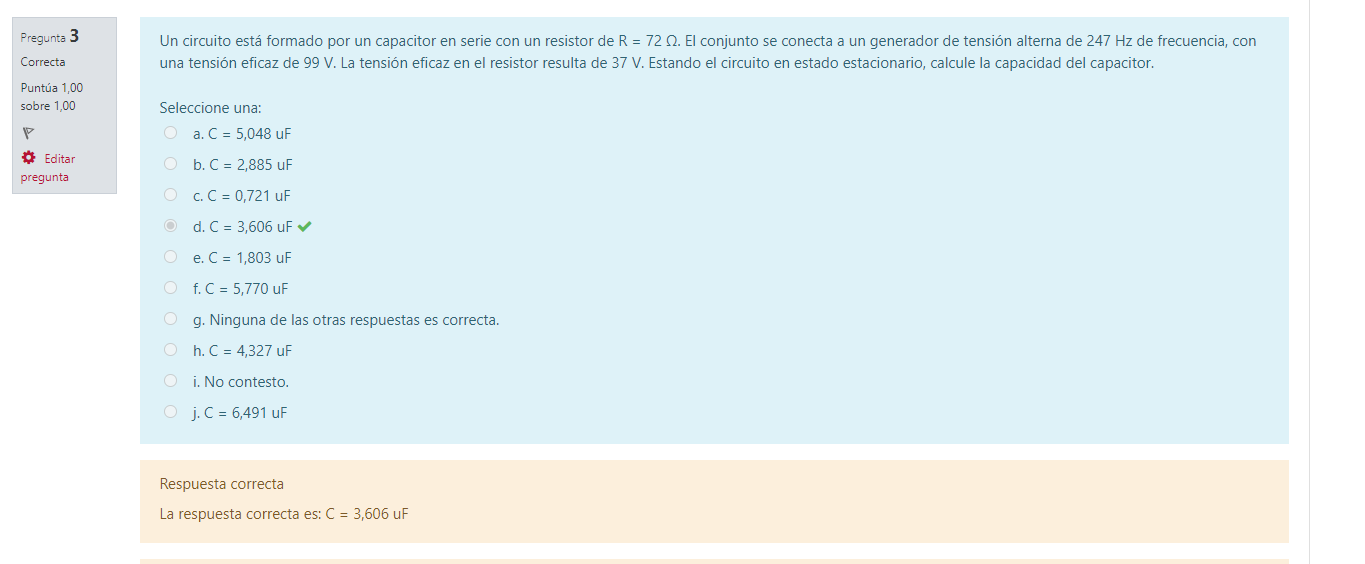 Pregunta 3
Correcta
Puntúa 1,00
sobre 1,00
Editar
pregunta
Un circuito está formado por un capacitor en serie con un resistor de R = 72 Ω. El conjunto se conecta a un generador de tensión alterna de 247 Hz de frecuencia, con
una tensión eficaz de 99 V. La tensión eficaz en el resistor resulta de 37 V. Estando el circuito en estado estacionario, calcule la capacidad del capacitor.
Seleccione una:
a. C = 5,048 uF
b. C = 2,885 uF
c. C = 0,721 uF
d. C = 3,606 uF
e. C = 1,803 uF
f. C = 5,770 uF
g. Ninguna de las otras respuestas es correcta.
h. C = 4,327 uF
i. No contesto.
j. C = 6,491 uF
Respuesta correcta
La respuesta correcta es: C = 3,606 uF